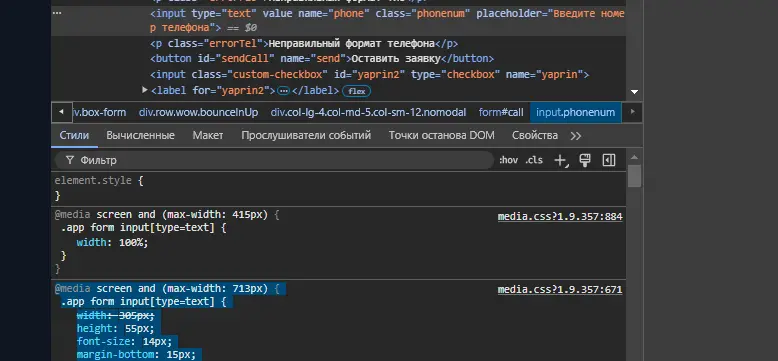 <input type="text" value name="phone" class="phonenum" placeholder="Введите номе
р телефона"> == $0
<p class="errorTel">Неправильный формат телефона</p>
<button id="sendCall" name="send">Оставить заявку</button>
<input class="custom-checkbox" id="yaprin2" type="checkbox" name="yaprin">
<label for="yaprin2"> ⋯ </label> flex
iv.box-form div.row.wow.bounceInUp div.col-lg-4.col-md-5.col-sm-12.nomodal form#call input.phonenum
Стили Вычисленные Макет Прослушиватели событий Точки останова DOM Свойства »
Фильтр :hov .cls
element.style {
}
@media screen and (max-width: 415px) { media.css?1.9.357:884
.app form input[type=text] {
width: 100%;
}
}
@media screen and (max-width: 713px) { media.css?1.9.357:671
.app form input[type=text] {
width: 305px;
height: 55px;
font-size: 14px;
margin-bottom: 15px;